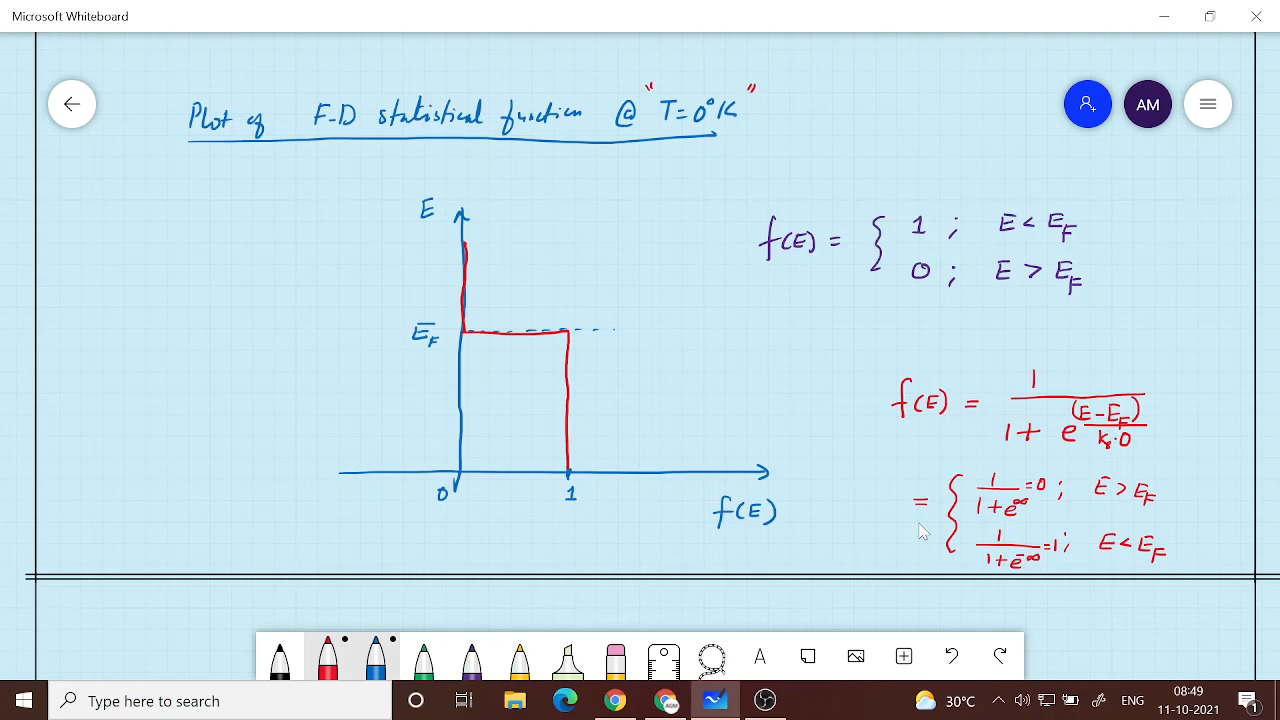 Microsoft Whiteboard
Plot of F-D statistical function @ "T=0°K"
AM
E
f(E) = { 1 ; E < E_F
0 ; E > E_F
E_F
f(E) = 1 / (1 + e^((E-E_F)/(k_B·0)))
= { 1/(1+e^∞) = 0 ; E > E_F
1/(1+e^-∞) = 1 ; E < E_F
0 1
f(E)
A
Type here to search
AGM
30°C
ENG
08:49
11-10-2021
1